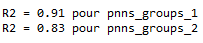 R2 = 0.91 pour pnns_groups_1
R2 = 0.83 pour pnns_groups_2